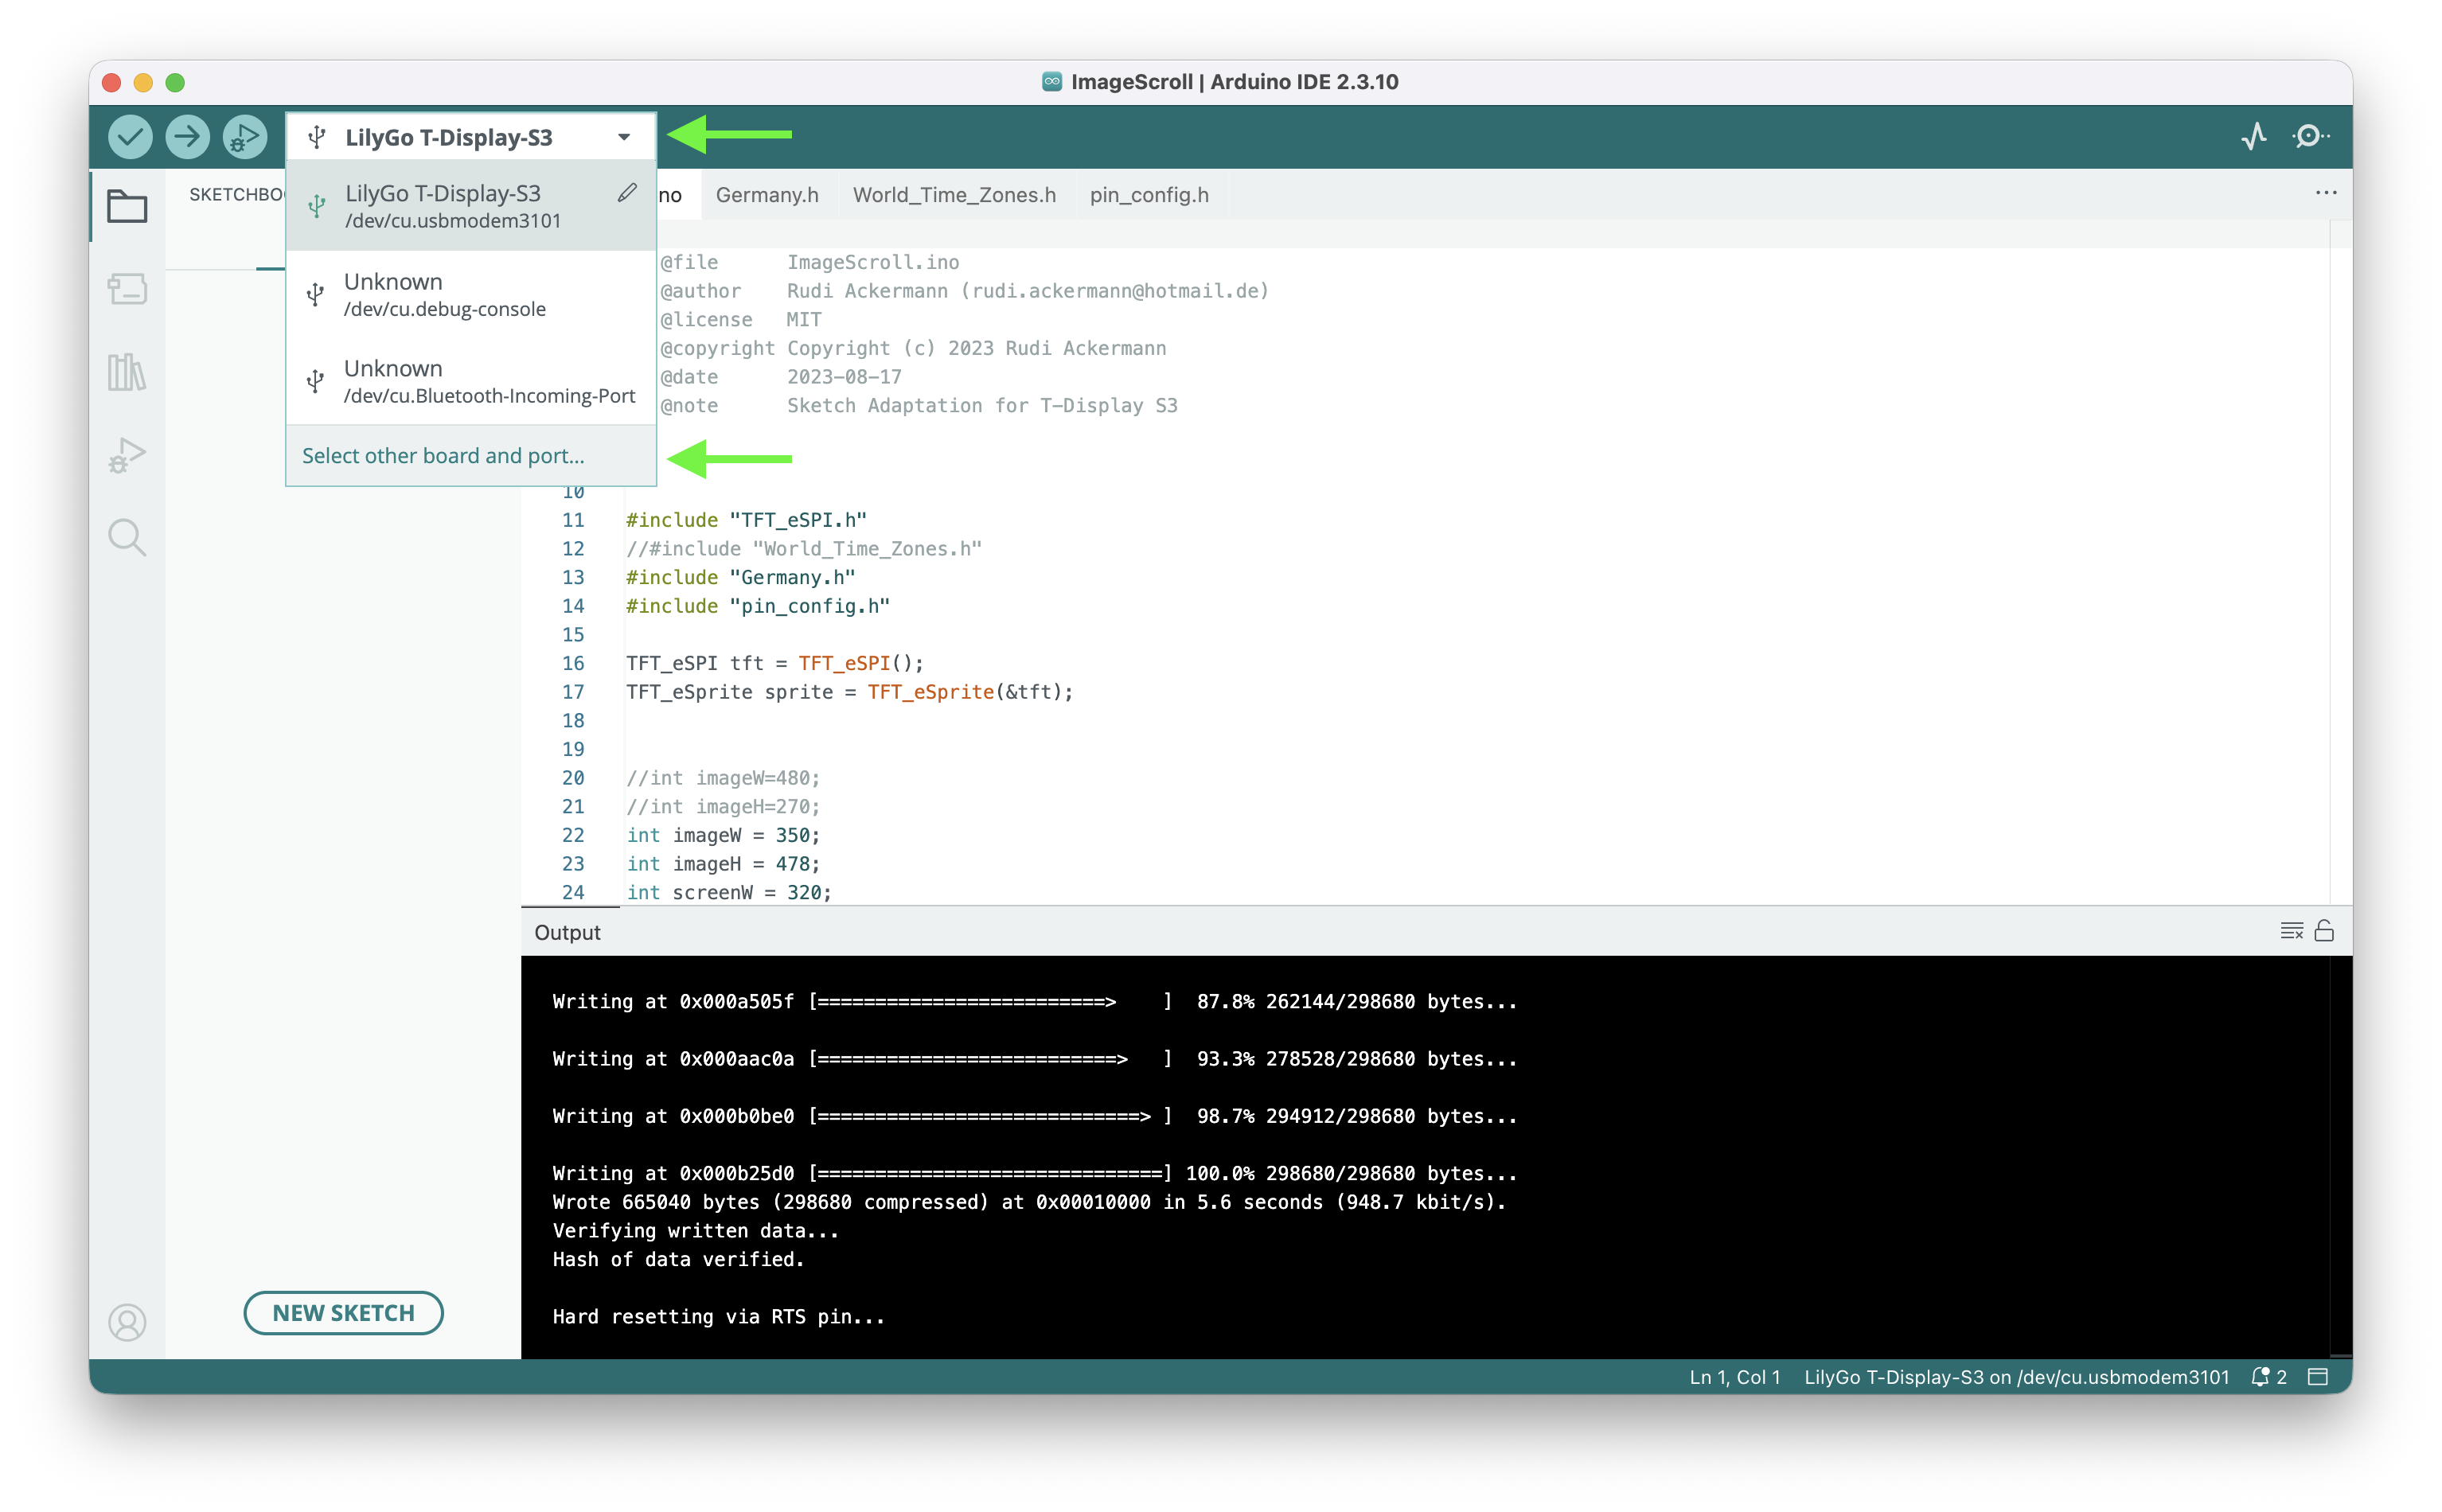 ImageScroll | Arduino IDE 2.3.10
LilyGo T-Display-S3
LilyGo T-Display-S3
/dev/cu.usbmodem3101
Unknown
/dev/cu.debug-console
Unknown
/dev/cu.Bluetooth-Incoming-Port
Select other board and port...
SKETCHBO
no Germany.h World_Time_Zones.h pin_config.h
@file ImageScroll.ino
@author Rudi Ackermann (rudi.ackermann@hotmail.de)
@license MIT
@copyright Copyright (c) 2023 Rudi Ackermann
@date 2023-08-17
@note Sketch Adaptation for T-Display S3
10
11 #include "TFT_eSPI.h"
12 //#include "World_Time_Zones.h"
13 #include "Germany.h"
14 #include "pin_config.h"
15
16 TFT_eSPI tft = TFT_eSPI();
17 TFT_eSprite sprite = TFT_eSprite(&tft);
18
19
20 //int imageW=480;
21 //int imageH=270;
22 int imageW = 350;
23 int imageH = 478;
24 int screenW = 320;
Output
Writing at 0x000a505f [=========================>    ]  87.8% 262144/298680 bytes...
Writing at 0x000aac0a [==========================>   ]  93.3% 278528/298680 bytes...
Writing at 0x000b0be0 [============================> ]  98.7% 294912/298680 bytes...
Writing at 0x000b25d0 [==============================] 100.0% 298680/298680 bytes...
Wrote 665040 bytes (298680 compressed) at 0x00010000 in 5.6 seconds (948.7 kbit/s).
Verifying written data...
Hash of data verified.
Hard resetting via RTS pin...
NEW SKETCH
Ln 1, Col 1 LilyGo T-Display-S3 on /dev/cu.usbmodem3101 2